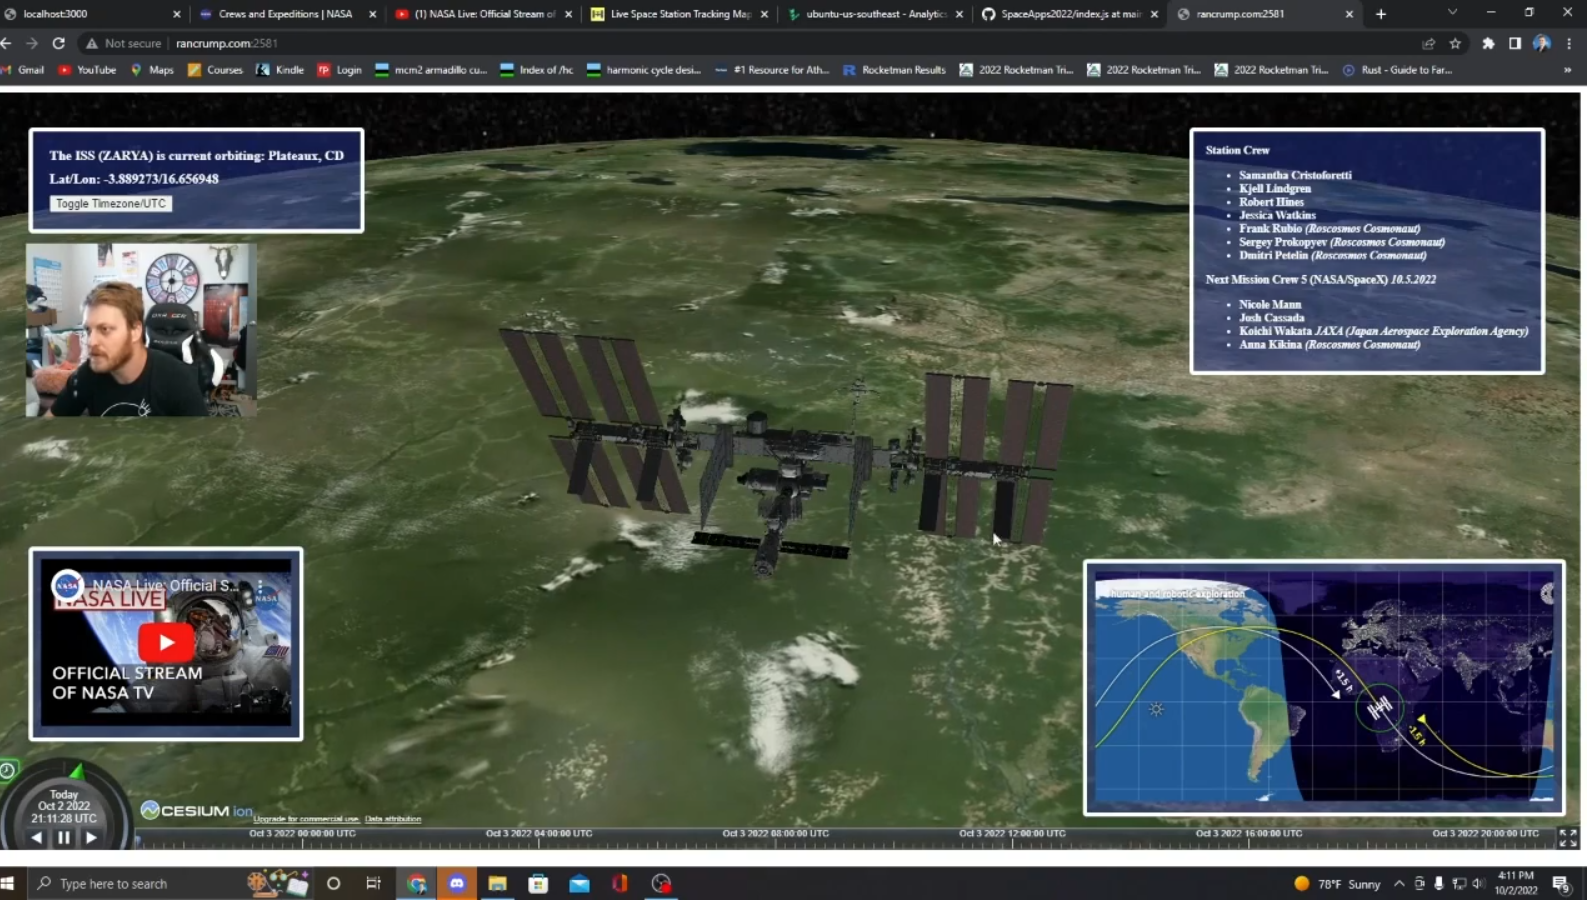 localhost:3000
Crews and Expeditions | NASA
(1) NASA Live: Official Stream of
Live Space Station Tracking Map
ubuntu-us-southeast - Analytics
SpaceApps2022/index.js at main
rancrump.com:2581
Not secure
rancrump.com:2581
Gmail
YouTube
Maps
Courses
Kindle
Login
mcm2 armadillo cu...
Index of /hc
harmonic cycle desi...
#1 Resource for Ath...
Rocketman Results
2022 Rocketman Tri...
2022 Rocketman Tri...
2022 Rocketman Tri...
Rust - Guide to Far...
The ISS (ZARYA) is current orbiting: Plateaux, CD
Lat/Lon: -3.889273/16.656948
Toggle Timezone/UTC
Station Crew
Samantha Cristoforetti
Kjell Lindgren
Robert Hines
Jessica Watkins
Frank Rubio (Roscosmos Cosmonaut)
Sergey Prokopyev (Roscosmos Cosmonaut)
Dmitri Petelin (Roscosmos Cosmonaut)
Next Mission Crew 5 (NASA/SpaceX) 10.5.2022
Nicole Mann
Josh Cassada
Koichi Wakata JAXA (Japan Aerospace Exploration Agency)
Anna Kikina (Roscosmos Cosmonaut)
NASA Live: Official S...
NASA LIVE
NASA
OFFICIAL STREAM
OF NASA TV
human and robotic exploration
+1.5 h
-1.5 h
Today
Oct 2 2022
21:11:28 UTC
CESIUM ion
Upgrade for commercial use.
Data attribution
Oct 3 2022 00:00:00 UTC
Oct 3 2022 04:00:00 UTC
Oct 3 2022 08:00:00 UTC
Oct 3 2022 12:00:00 UTC
Oct 3 2022 16:00:00 UTC
Oct 3 2022 20:00:00 UTC
Type here to search
78°F Sunny
4:11 PM
10/2/2022
9